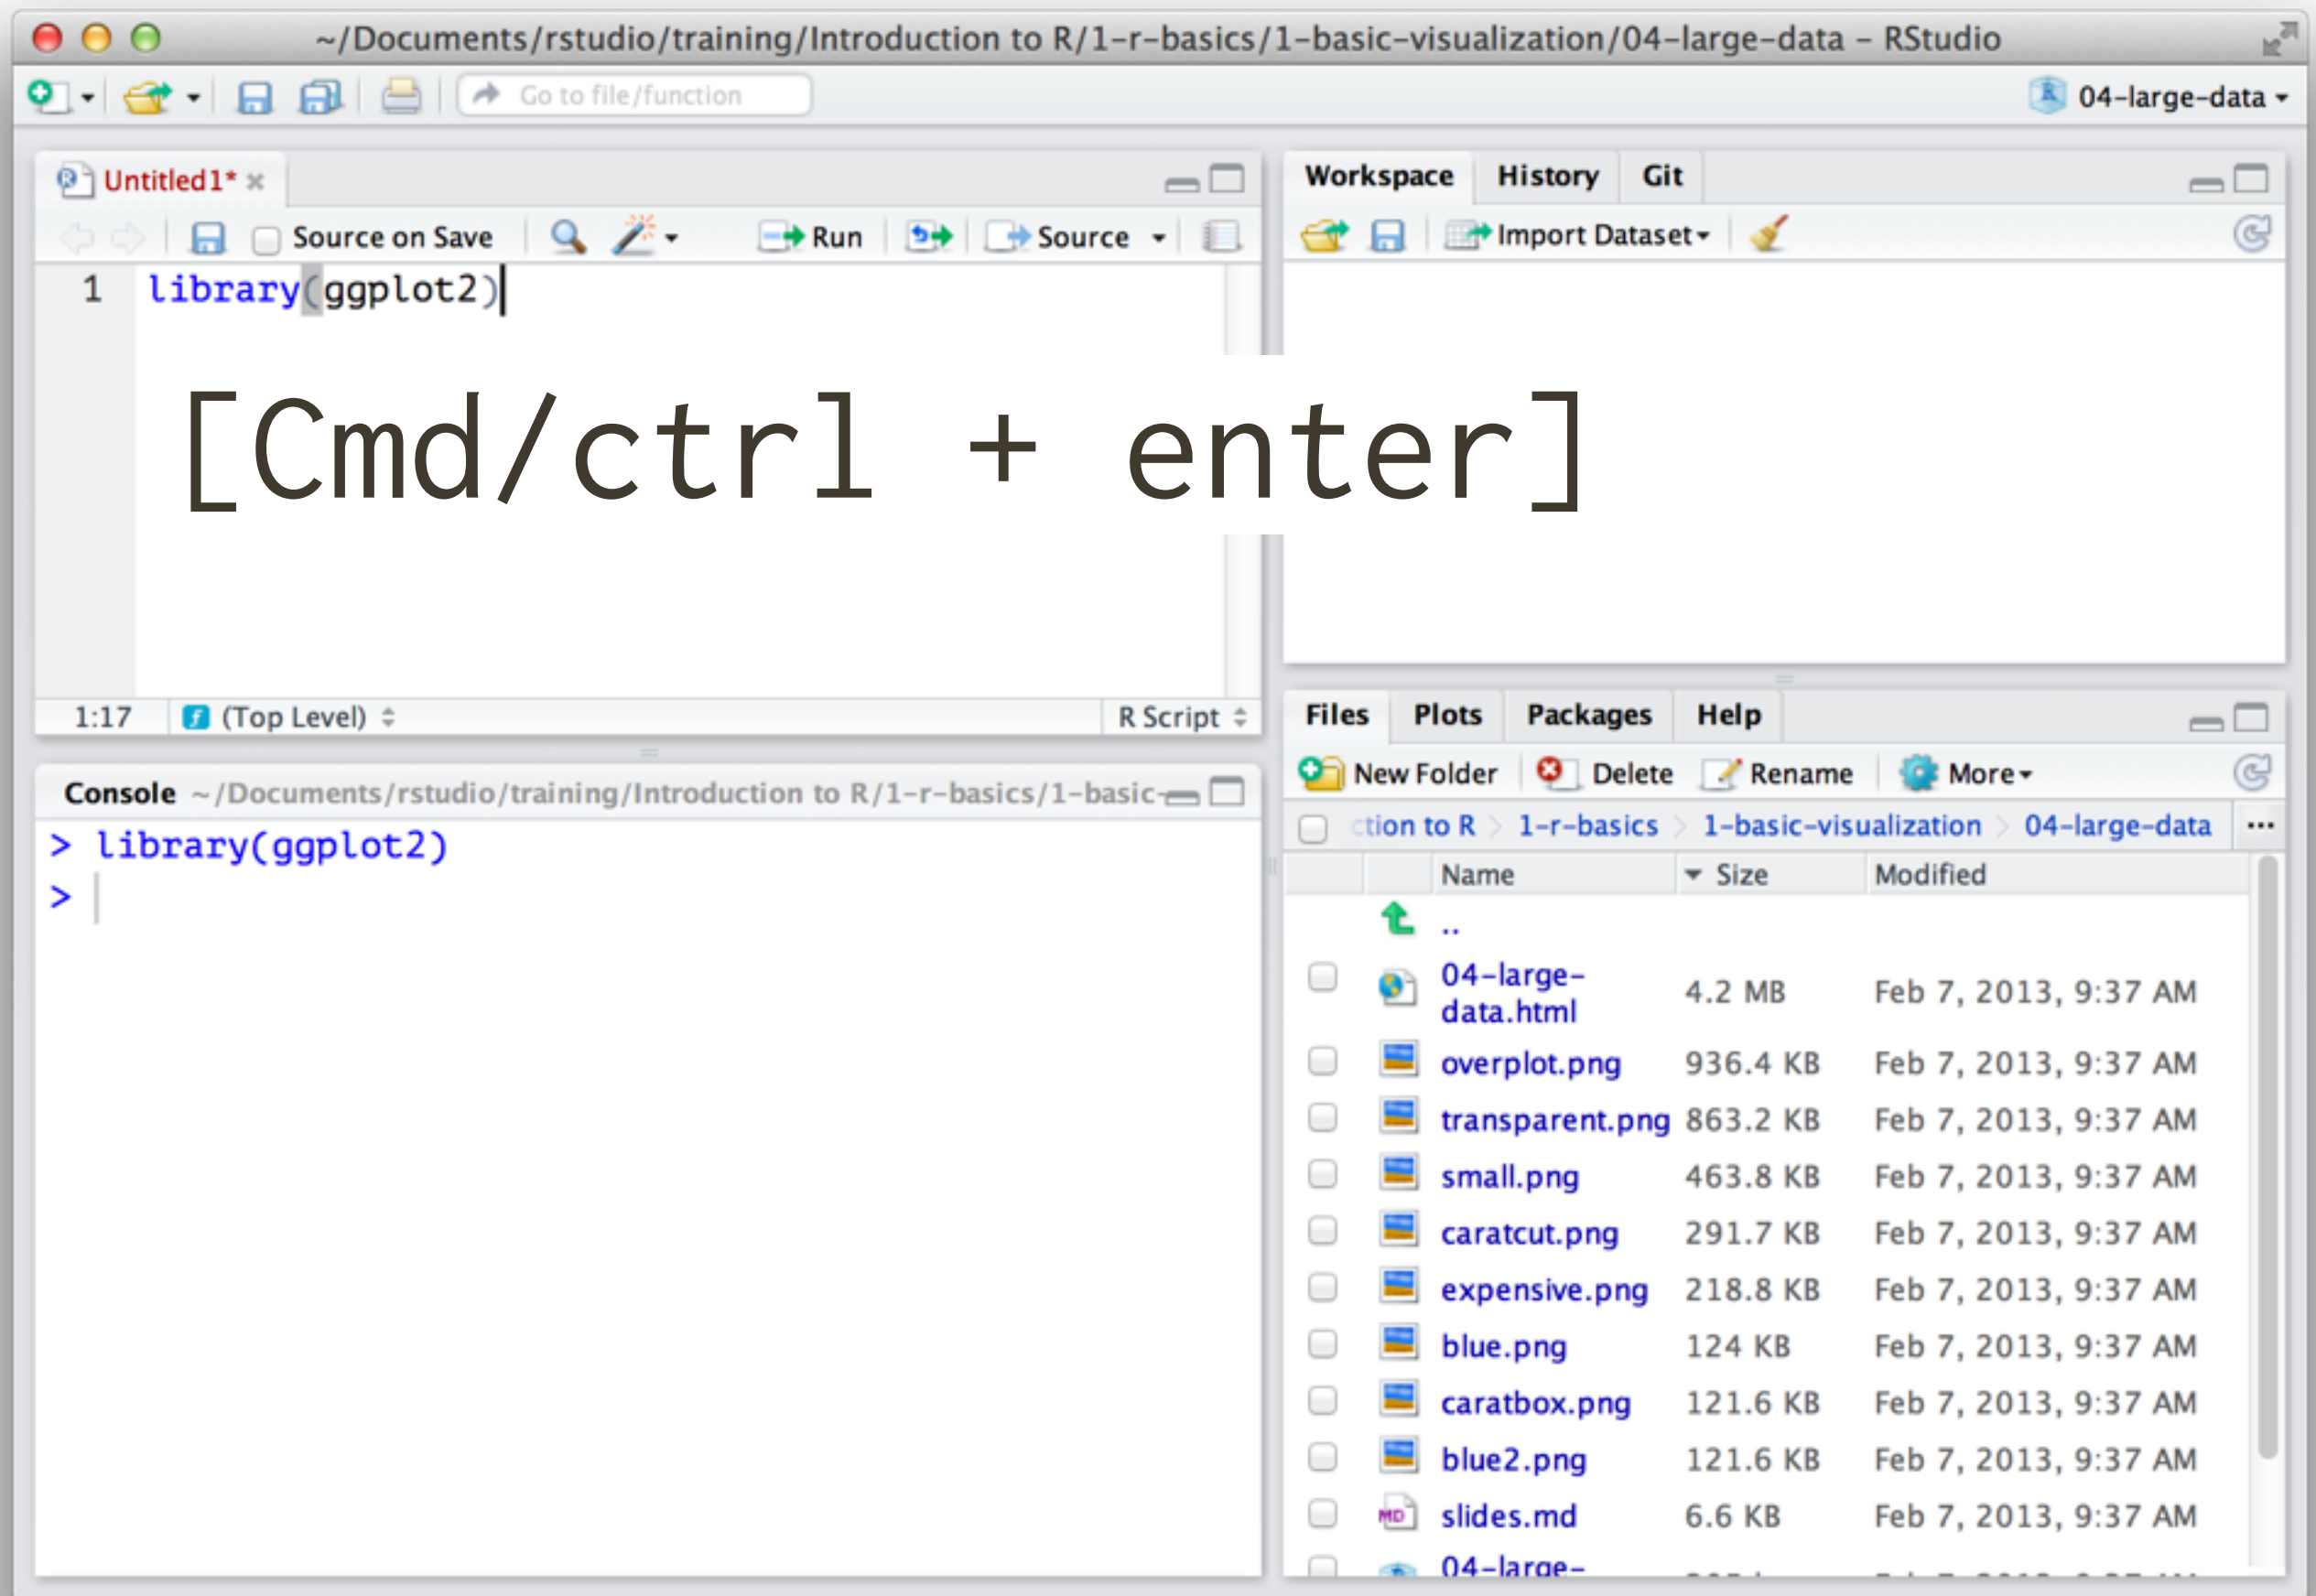 ~/Documents/rstudio/training/Introduction to R/1-r-basics/1-basic-visualization/04-large-data – RStudio
Go to file/function
04-large-data
Untitled1*
Source on Save
Run
Source
1 library(ggplot2)
[Cmd/ctrl + enter]
1:17
(Top Level)
R Script
Console ~/Documents/rstudio/training/Introduction to R/1-r-basics/1-basic-
> library(ggplot2)
>
Workspace History Git
Import Dataset
Files Plots Packages Help
New Folder Delete Rename More
ction to R 1-r-basics 1-basic-visualization 04-large-data ...
Name Size Modified
..
04-large-
data.html 4.2 MB Feb 7, 2013, 9:37 AM
overplot.png 936.4 KB Feb 7, 2013, 9:37 AM
transparent.png 863.2 KB Feb 7, 2013, 9:37 AM
small.png 463.8 KB Feb 7, 2013, 9:37 AM
caratcut.png 291.7 KB Feb 7, 2013, 9:37 AM
expensive.png 218.8 KB Feb 7, 2013, 9:37 AM
blue.png 124 KB Feb 7, 2013, 9:37 AM
caratbox.png 121.6 KB Feb 7, 2013, 9:37 AM
blue2.png 121.6 KB Feb 7, 2013, 9:37 AM
MD slides.md 6.6 KB Feb 7, 2013, 9:37 AM
04-large-